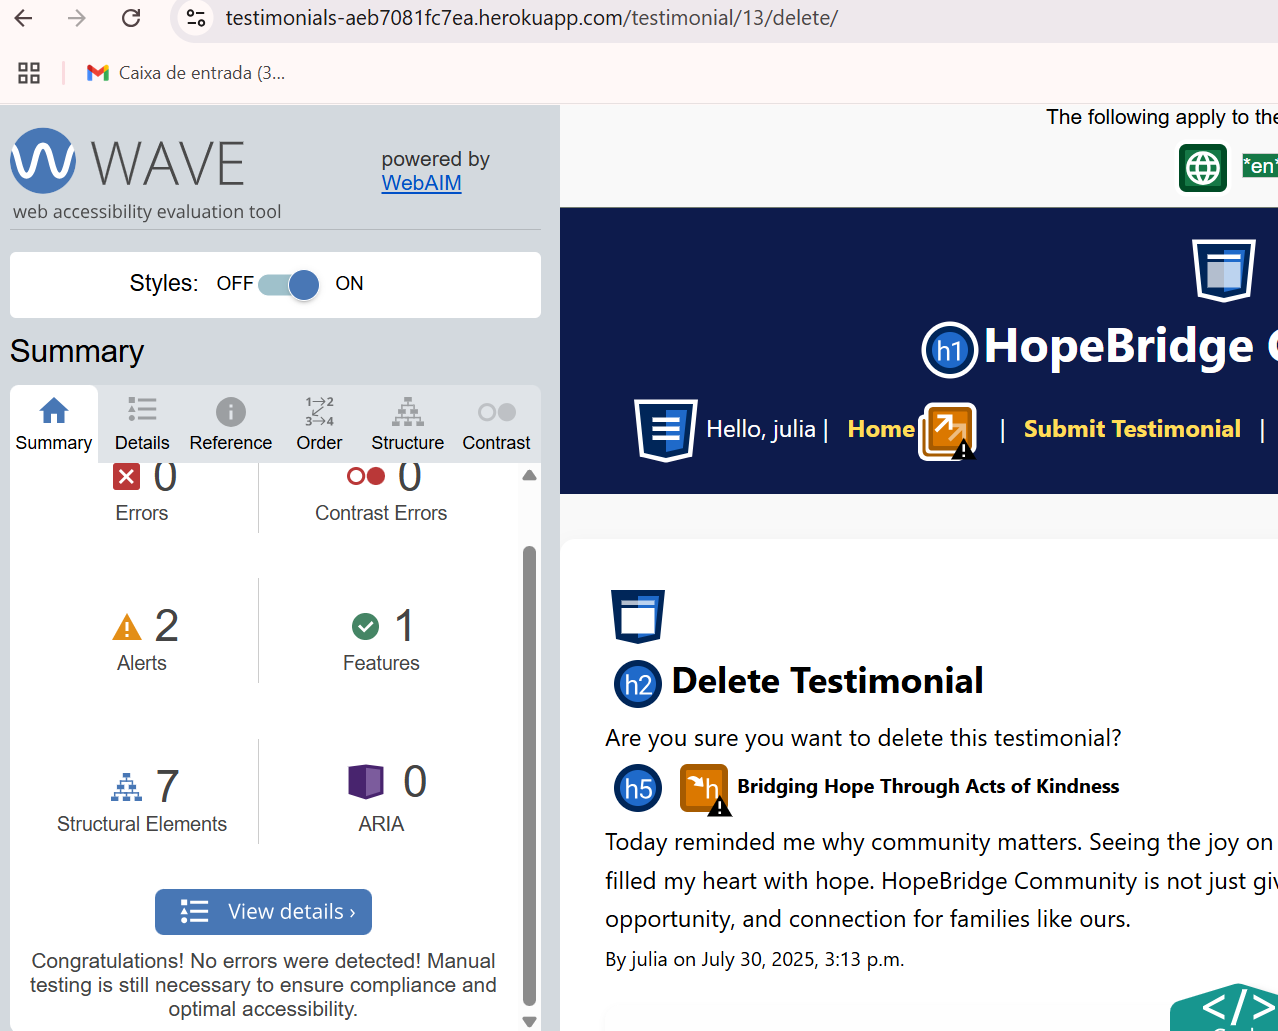 testimonials-aeb7081fc7ea.herokuapp.com/testimonial/13/delete/
Caixa de entrada (3...
WAVE
web accessibility evaluation tool
powered by
WebAIM
Styles: OFF ON
Summary
Summary Details Reference Order Structure Contrast
0 Errors
0 Contrast Errors
2 Alerts
1 Features
7 Structural Elements
0 ARIA
View details ›
Congratulations! No errors were detected! Manual
testing is still necessary to ensure compliance and
optimal accessibility.
The following apply to the
*en*
h1 HopeBridge
Hello, julia | Home | Submit Testimonial |
h2 Delete Testimonial
Are you sure you want to delete this testimonial?
h5 h Bridging Hope Through Acts of Kindness
Today reminded me why community matters. Seeing the joy on
filled my heart with hope. HopeBridge Community is not just
opportunity, and connection for families like ours.
By julia on July 30, 2025, 3:13 p.m.
</>